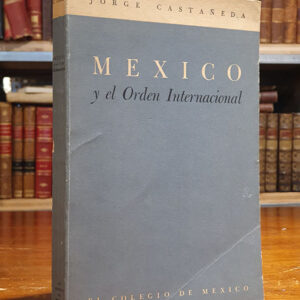 JORGE CASTAÑEDA
MEXICO
y el Orden Internacional
EL COLEGIO DE MEXICO